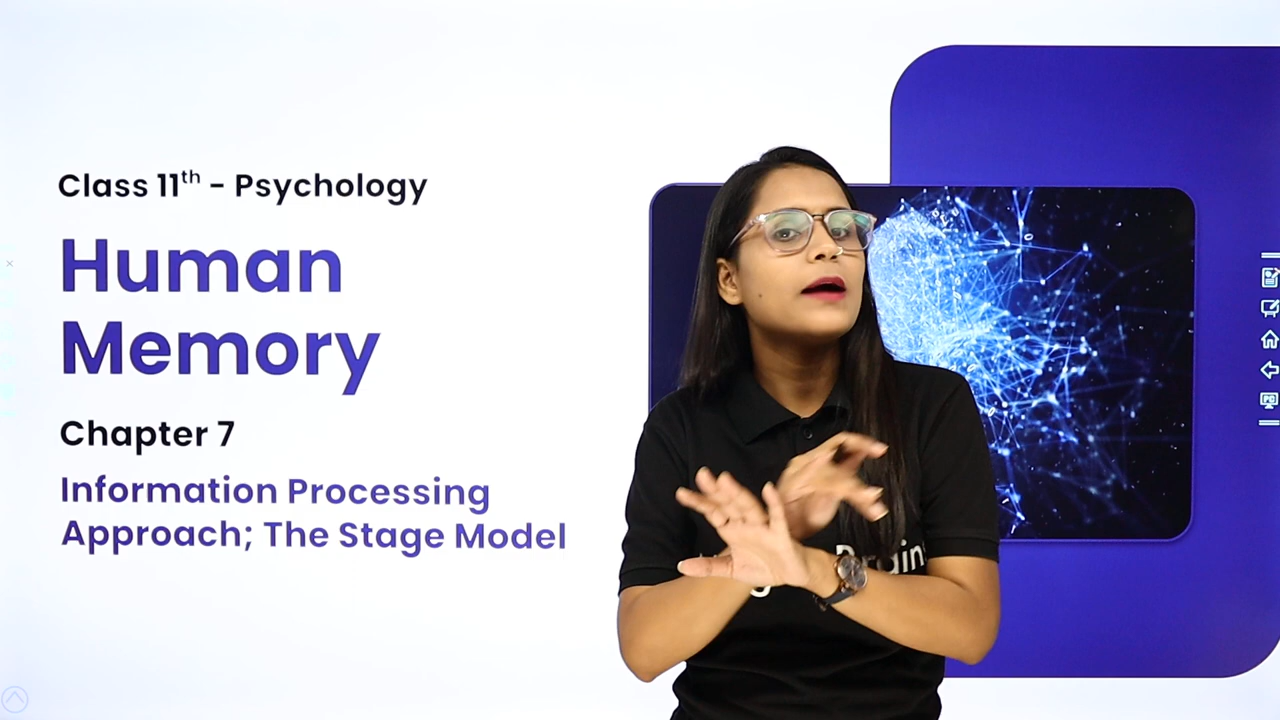 Class 11th - Psychology
Human
Memory
Chapter 7
Information Processing
Approach; The Stage Model